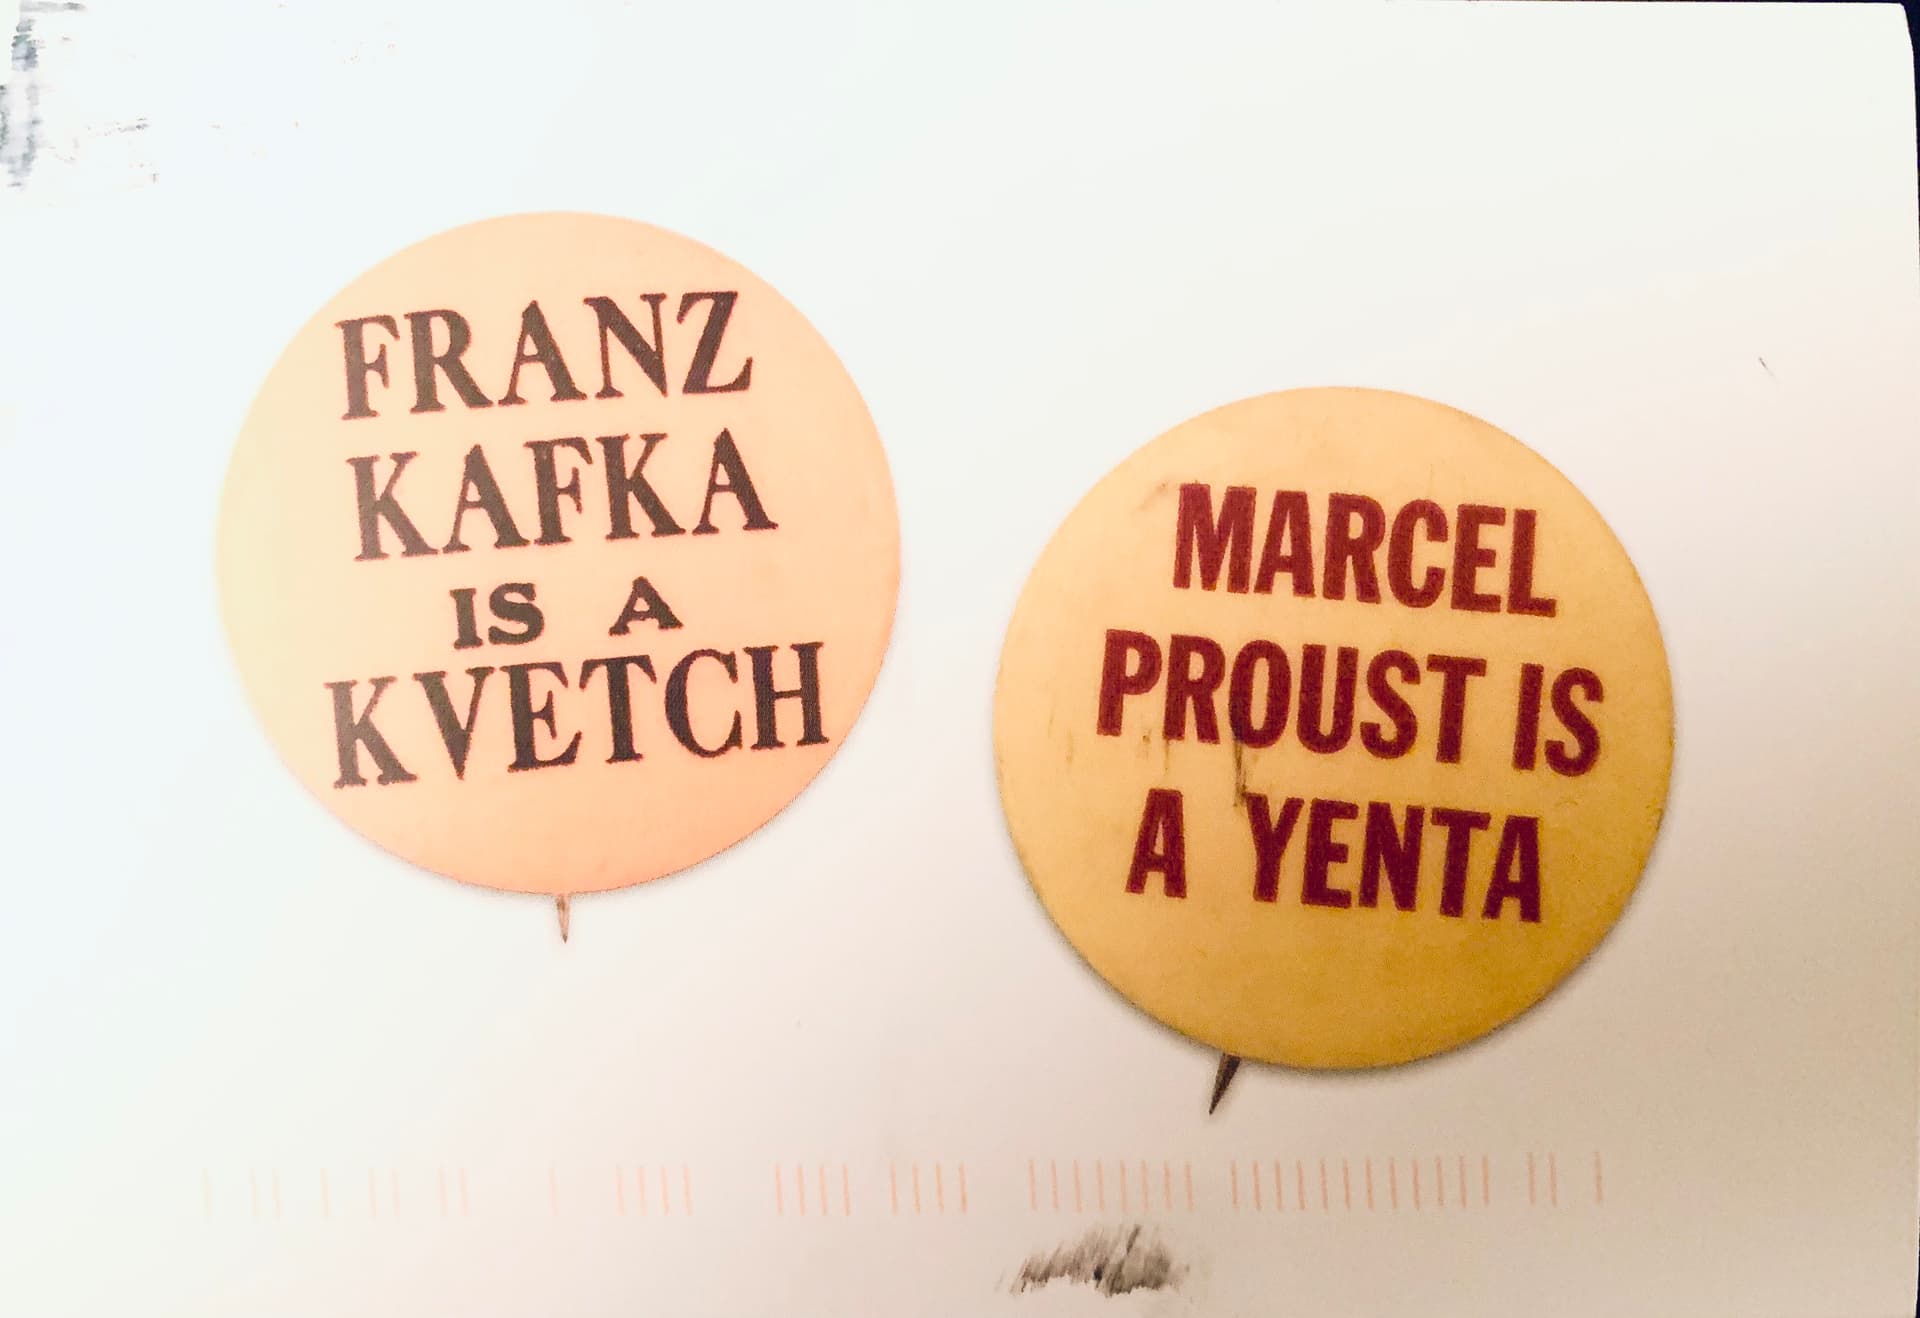 FRANZ
KAFKA
IS A
KVETCH
MARCEL
PROUST IS
A YENTA